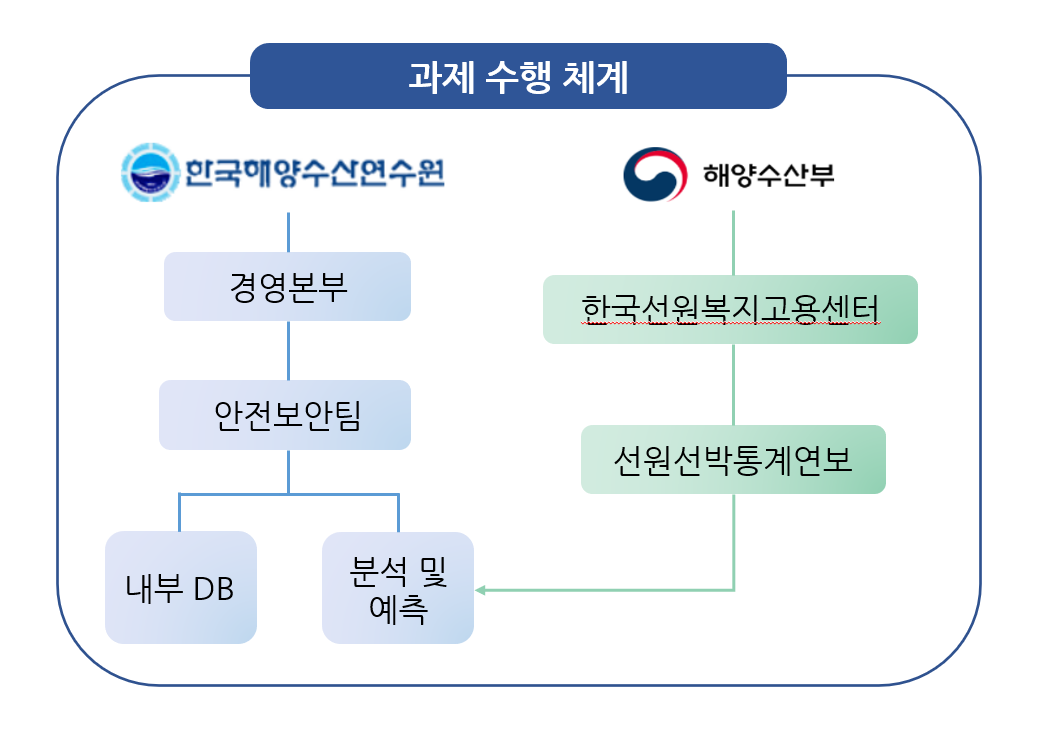 과제 수행 체계
한국해양수산연수원
해양수산부
경영본부
한국선원복지고용센터
안전보안팀
선원선박통계연보
내부 DB
분석 및
예측